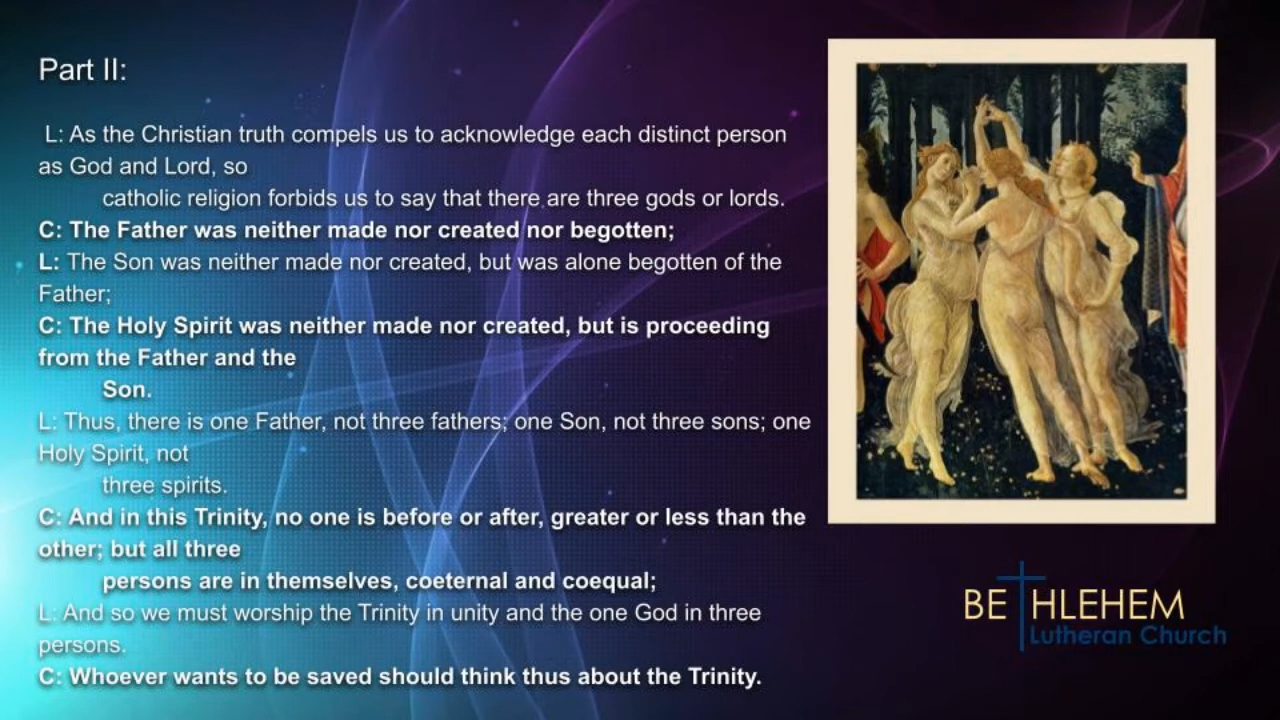 Part II:
L: As the Christian truth compels us to acknowledge each distinct person
as God and Lord, so
catholic religion forbids us to say that there are three gods or lords.
C: The Father was neither made nor created nor begotten;
L: The Son was neither made nor created, but was alone begotten of the
Father;
C: The Holy Spirit was neither made nor created, but is proceeding
from the Father and the
Son.
L: Thus, there is one Father, not three fathers; one Son, not three sons; one
Holy Spirit, not
three spirits.
C: And in this Trinity, no one is before or after, greater or less than the
other; but all three
persons are in themselves, coeternal and coequal;
L: And so we must worship the Trinity in unity and the one God in three
persons.
C: Whoever wants to be saved should think thus about the Trinity.
BETHLEHEM
Lutheran Church